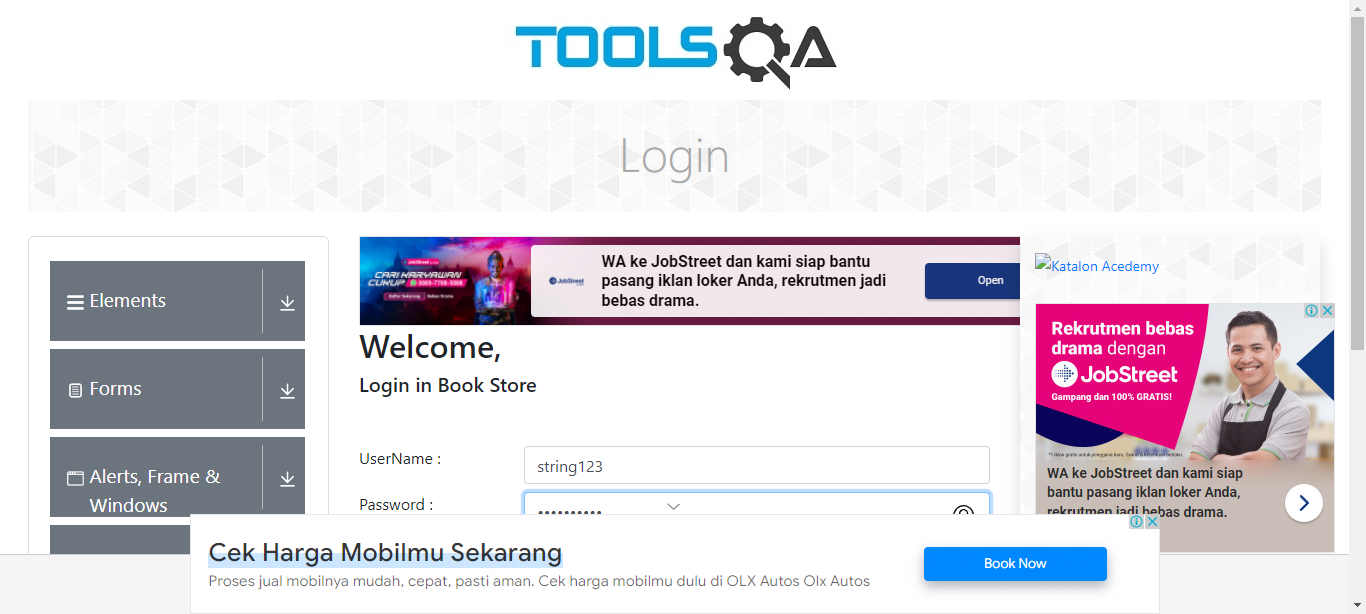 TOOLSQA
Login
Elements
Forms
Alerts, Frame &
Windows
CARI KARYAWAN
CUKUP
WA ke JobStreet dan kami siap bantu
pasang iklan loker Anda, rekrutmen jadi
bebas drama.
JobStreet
Open
Welcome,
Login in Book Store
UserName :
string123
Password :
Katalon Acedemy
Rekrutmen bebas
drama dengan
JobStreet
Gampang dan 100% GRATIS!
WA ke JobStreet dan kami siap
bantu pasang iklan loker Anda,
rekrutmen jadi bebas drama.
Cek Harga Mobilmu Sekarang
Proses jual mobilnya mudah, cepat, pasti aman. Cek harga mobilmu dulu di OLX Autos Olx Autos
Book Now